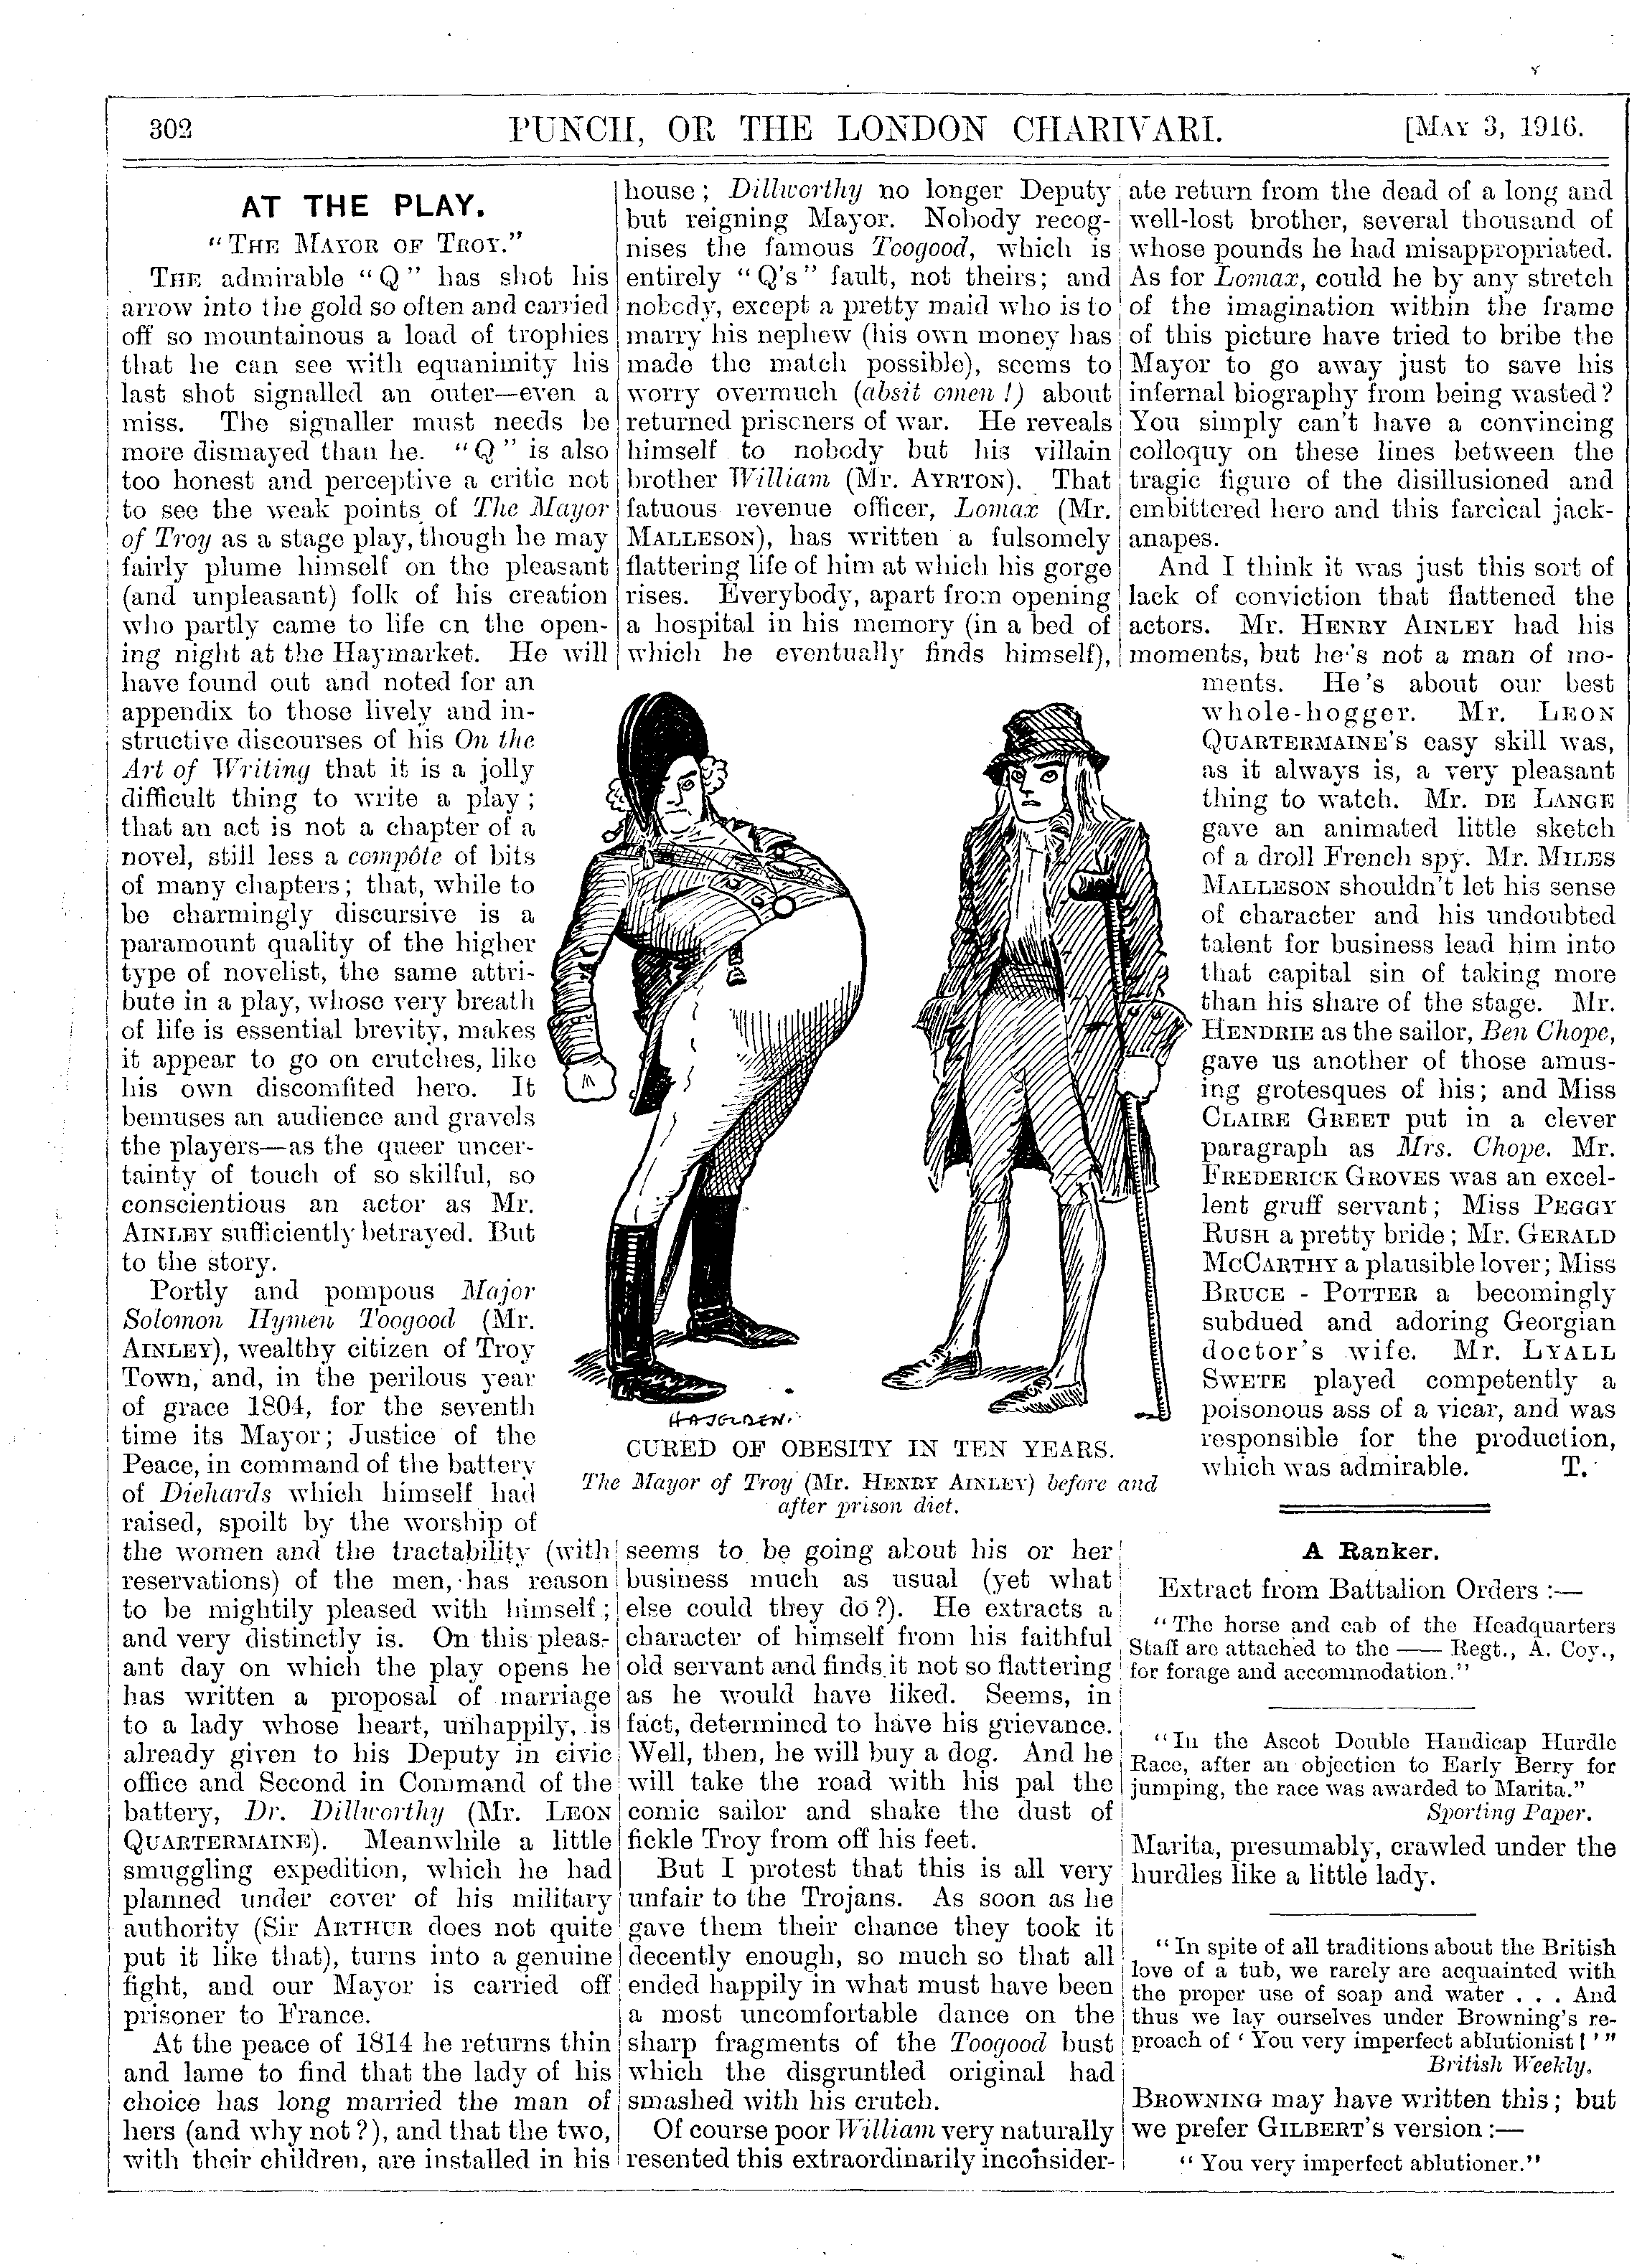 302
PUNCH, OR THE LONDON CHARIVARI.
[MAY 3, 1916.
AT THE PLAY.
"THE MAYOR OF TROY."
THE admirable "Q" has shot his
arrow into the gold so often and carried
off so mountainous a load of trophies
that he can see with equanimity his
last shot signalled an outer—even a
miss. The signaller must needs be
more dismayed than he. "Q" is also
too honest and perceptive a critic not
to see the weak points of The Mayor
of Troy as a stage play, though he may
fairly plume himself on the pleasant
(and unpleasant) folk of his creation
who partly came to life on the open-
ing night at the Haymarket. He will
have found out and noted for an
appendix to those lively and in-
structive discourses of his On the
Art of Writing that it is a jolly
difficult thing to write a play;
that an act is not a chapter of a
novel, still less a compôte of bits
of many chapters; that, while to
be charmingly discursive is a
paramount quality of the higher
type of novelist, the same attri-
bute in a play, whose very breath
of life is essential brevity, makes
it appear to go on crutches, like
his own discomfited hero. It
bemuses an audience and gravels
the players—as the queer uncer-
tainty of touch of so skilful, so
conscientious an actor as Mr.
AINLEY sufficiently betrayed. But
to the story.
Portly and pompous Major
Solomon Hymen Toogood (Mr.
AINLEY), wealthy citizen of Troy
Town, and, in the perilous year
of grace 1804, for the seventh
time its Mayor; Justice of the
Peace, in command of the battery
of Diehards which himself had
raised, spoilt by the worship of
the women and the tractability (with
reservations) of the men, has reason
to be mightily pleased with himself;
and very distinctly is. On this pleas-
ant day on which the play opens he
has written a proposal of marriage
to a lady whose heart, unhappily, is
already given to his Deputy in civic
office and Second in Command of the
battery, Dr. Dillworthy (Mr. LEON
QUARTERMAINE). Meanwhile a little
smuggling expedition, which he had
planned under cover of his military
authority (Sir ARTHUR does not quite
put it like that), turns into a genuine
fight, and our Mayor is carried off
prisoner to France.
At the peace of 1814 he returns thin
and lame to find that the lady of his
choice has long married the man of
hers (and why not?), and that the two,
with their children, are installed in his
house; Dillworthy no longer Deputy
but reigning Mayor. Nobody recog-
nises the famous Toogood, which is
entirely "Q's" fault, not theirs; and
nobody, except a pretty maid who is to
marry his nephew (his own money has
made the match possible), seems to
worry overmuch (absit omen!) about
returned prisoners of war. He reveals
himself to nobody but his villain
brother William (Mr. AYRTON). That
fatuous revenue officer, Lomax (Mr.
MALLESON), has written a fulsomely
flattering life of him at which his gorge
rises. Everybody, apart from opening
a hospital in his memory (in a bed of
which he eventually finds himself),
HAJOLDEN.
CURED OF OBESITY IN TEN YEARS.
The Mayor of Troy (Mr. HENRY AINLEY) before and
after prison diet.
seems to be going about his or her
business much as usual (yet what
else could they do?). He extracts a
character of himself from his faithful
old servant and finds it not so flattering
as he would have liked. Seems, in
fact, determined to have his grievance.
Well, then, he will buy a dog. And he
will take the road with his pal the
comic sailor and shake the dust of
fickle Troy from off his feet.
But I protest that this is all very
unfair to the Trojans. As soon as he
gave them their chance they took it
decently enough, so much so that all
ended happily in what must have been
a most uncomfortable dance on the
sharp fragments of the Toogood bust
which the disgruntled original had
smashed with his crutch.
Of course poor William very naturally
resented this extraordinarily inconsider-
ate return from the dead of a long and
well-lost brother, several thousand of
whose pounds he had misappropriated.
As for Lomax, could he by any stretch
of the imagination within the frame
of this picture have tried to bribe the
Mayor to go away just to save his
infernal biography from being wasted?
You simply can't have a convincing
colloquy on these lines between the
tragic figure of the disillusioned and
embittered hero and this farcical jack-
anapes.
And I think it was just this sort of
lack of conviction that flattened the
actors. Mr. HENRY AINLEY had his
moments, but he's not a man of mo-
ments. He's about our best
whole-hogger. Mr. LEON
QUARTERMAINE'S easy skill was,
as it always is, a very pleasant
thing to watch. Mr. DE LANGE
gave an animated little sketch
of a droll French spy. Mr. MILES
MALLESON shouldn't let his sense
of character and his undoubted
talent for business lead him into
that capital sin of taking more
than his share of the stage. Mr.
HENDRIE as the sailor, Ben Chope,
gave us another of those amus-
ing grotesques of his; and Miss
CLAIRE GREET put in a clever
paragraph as Mrs. Chope. Mr.
FREDERICK GROVES was an excel-
lent gruff servant; Miss PEGGY
RUSH a pretty bride; Mr. GERALD
MCCARTHY a plausible lover; Miss
BRUCE - POTTER a becomingly
subdued and adoring Georgian
doctor's wife. Mr. LYALL
SWETE played competently a
poisonous ass of a vicar, and was
responsible for the production,
which was admirable. T.
A Ranker.
Extract from Battalion Orders:—
"The horse and cab of the Headquarters
Staff are attached to the —— Regt., A. Coy.,
for forage and accommodation."
"In the Ascot Double Handicap Hurdle
Race, after an objection to Early Berry for
jumping, the race was awarded to Marita."
Sporting Paper.
Marita, presumably, crawled under the
hurdles like a little lady.
"In spite of all traditions about the British
love of a tub, we rarely are acquainted with
the proper use of soap and water . . . And
thus we lay ourselves under Browning's re-
proach of 'You very imperfect ablutionist!'"
British Weekly.
BROWNING may have written this; but
we prefer GILBERT'S version:—
"You very imperfect ablutioner."